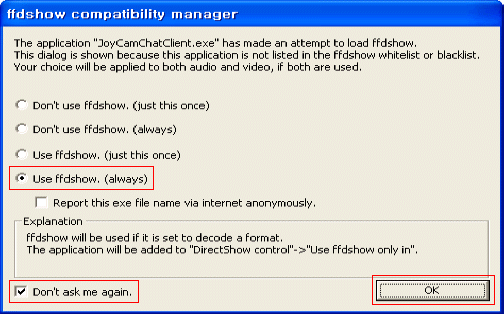 ffdshow compatibility manager
The application "JoyCamChatClient.exe" has made an attempt to load ffdshow.
This dialog is shown because this application is not listed in the ffdshow whitelist or blacklist.
Your choice will be applied to both audio and video, if both are used.
Don't use ffdshow. (just this once)
Don't use ffdshow. (always)
Use ffdshow. (just this once)
Use ffdshow. (always)
Report this exe file name via internet anonymously.
Explanation
ffdshow will be used if it is set to decode a format.
The application will be added to "DirectShow control"->"Use ffdshow only in".
Don't ask me again.
OK